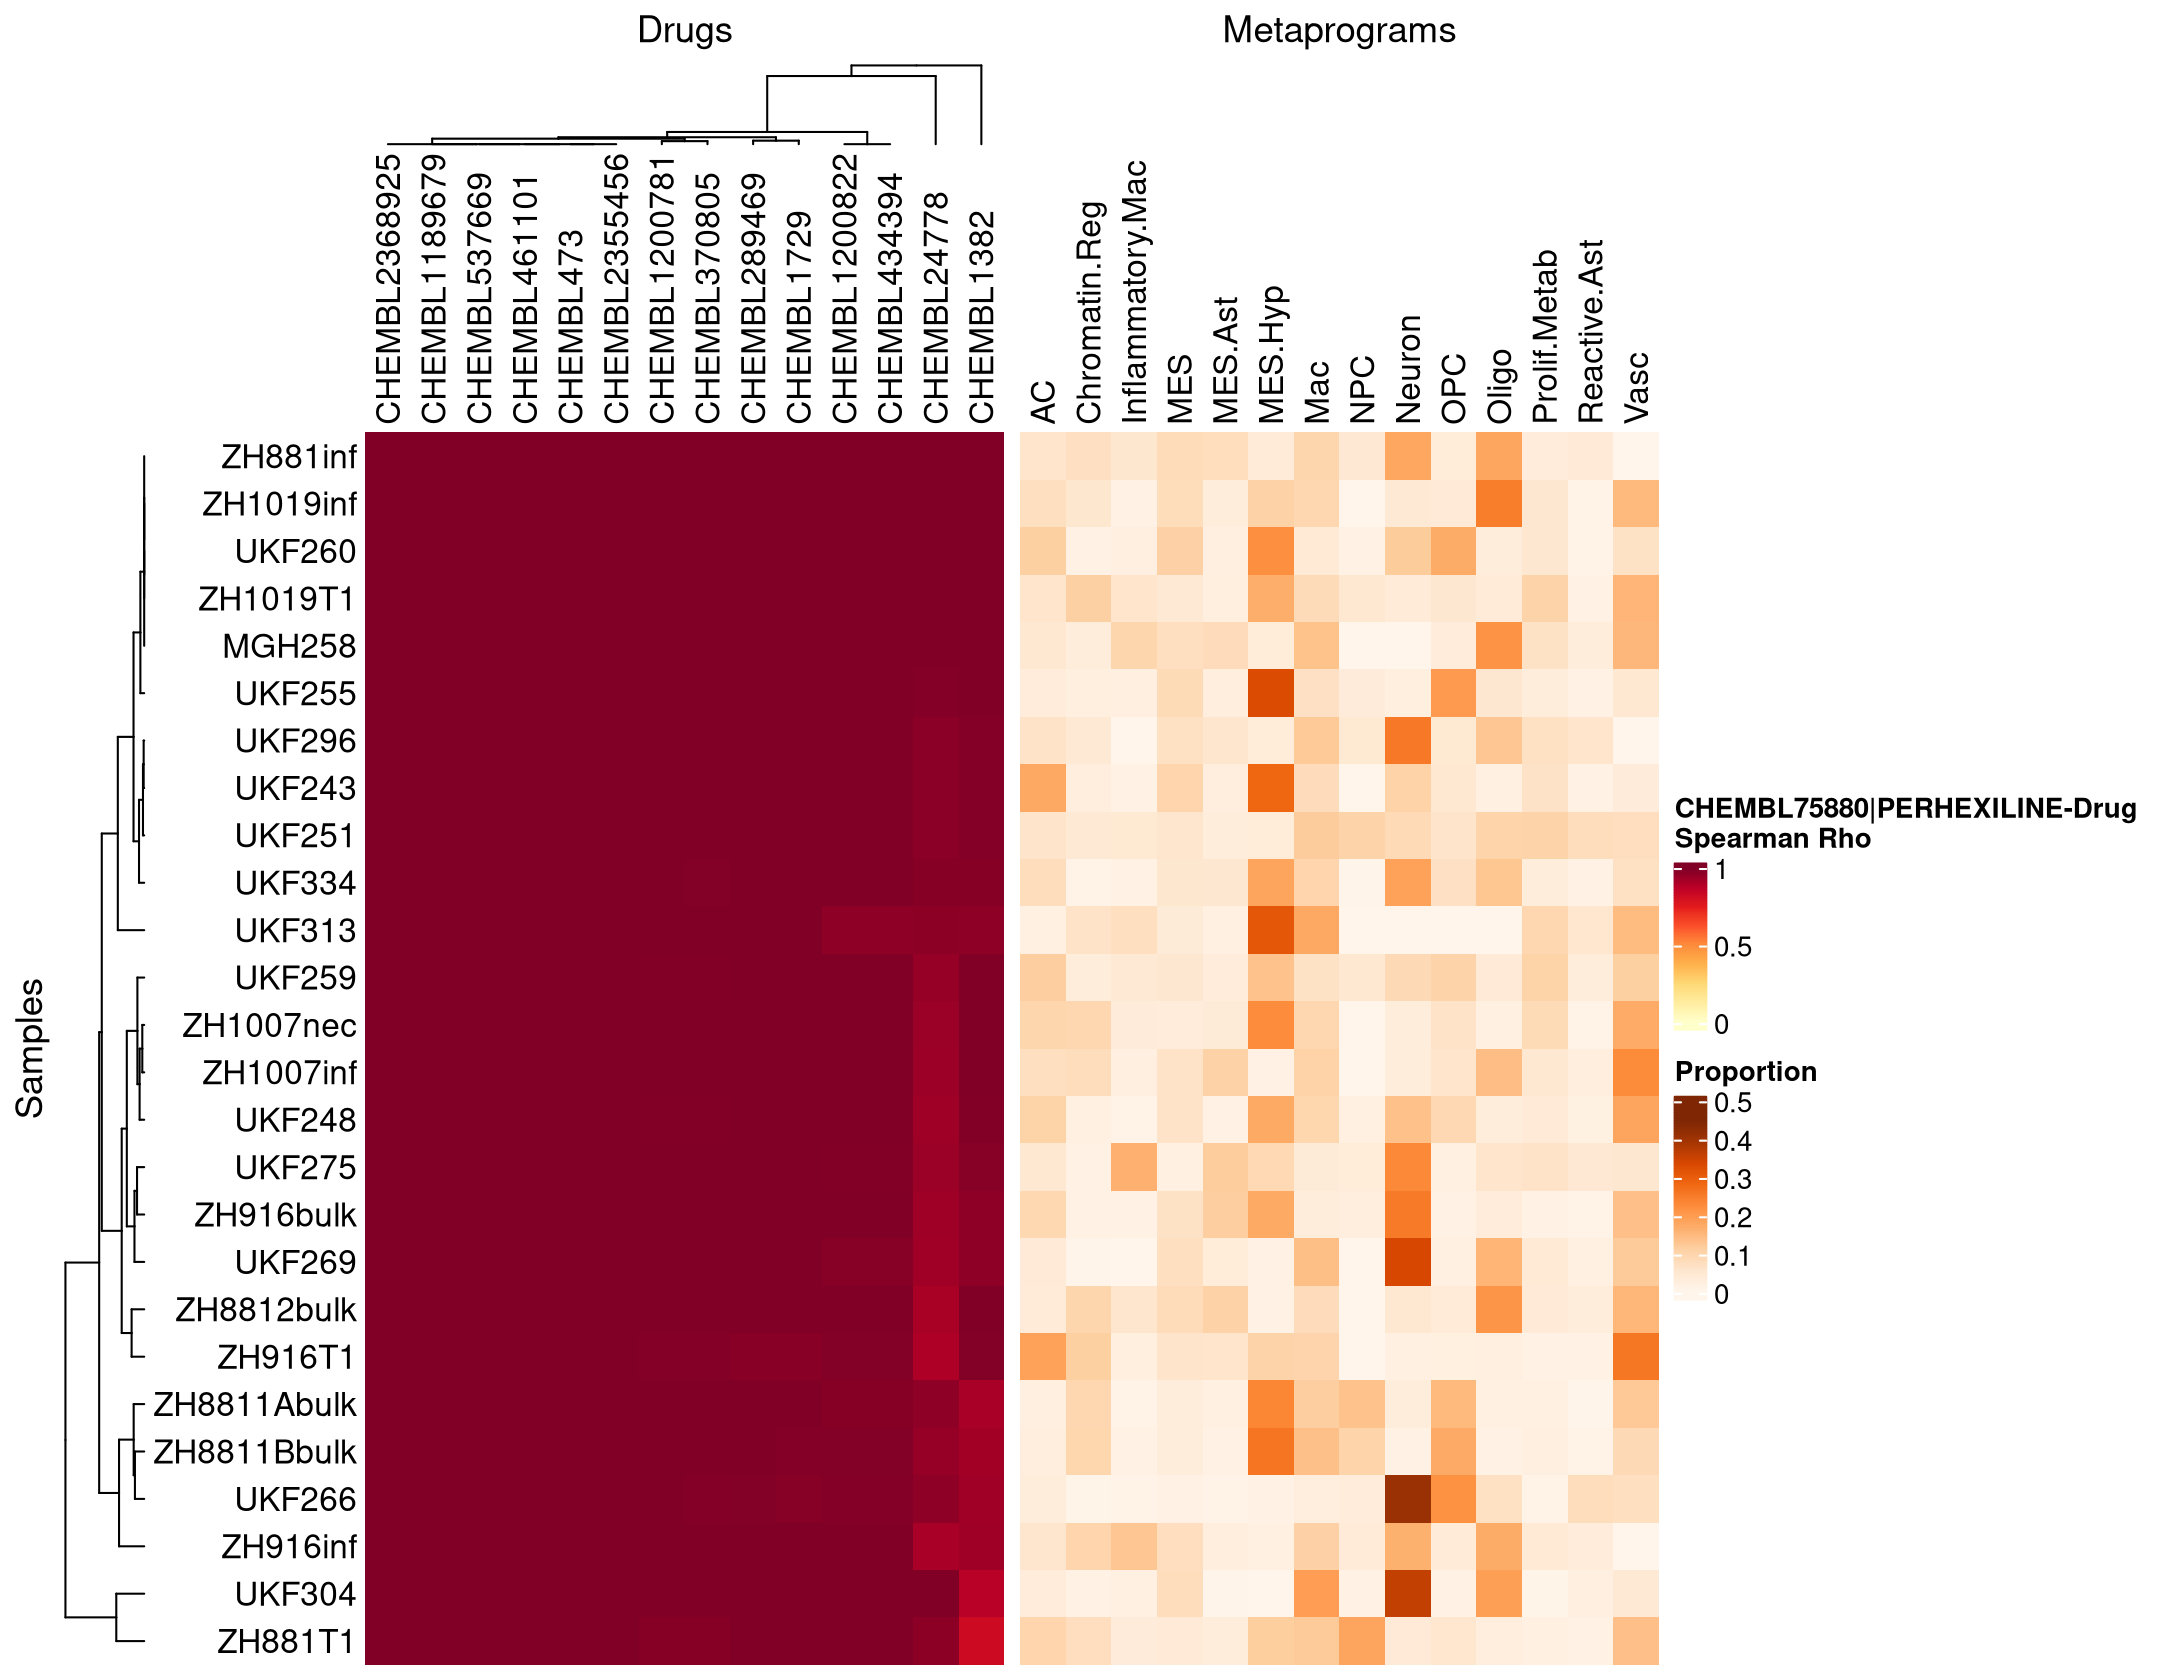 Drugs
Metaprograms
CHEMBL2368925
CHEMBL1189679
CHEMBL537669
CHEMBL461101
CHEMBL473
CHEMBL2355456
CHEMBL1200781
CHEMBL370805
CHEMBL289469
CHEMBL1729
CHEMBL1200822
CHEMBL434394
CHEMBL24778
CHEMBL1382
AC
Chromatin.Reg
Inflammatory.Mac
MES
MES.Ast
MES.Hyp
Mac
NPC
Neuron
OPC
Oligo
Prolif.Metab
Reactive.Ast
Vasc
Samples
ZH881inf
ZH1019inf
UKF260
ZH1019T1
MGH258
UKF255
UKF296
UKF243
UKF251
UKF334
UKF313
UKF259
ZH1007nec
ZH1007inf
UKF248
UKF275
ZH916bulk
UKF269
ZH8812bulk
ZH916T1
ZH8811Abulk
ZH8811Bbulk
UKF266
ZH916inf
UKF304
ZH881T1
CHEMBL75880|PERHEXILINE-Drug
Spearman Rho
1
0.5
0
Proportion
0.5
0.4
0.3
0.2
0.1
0